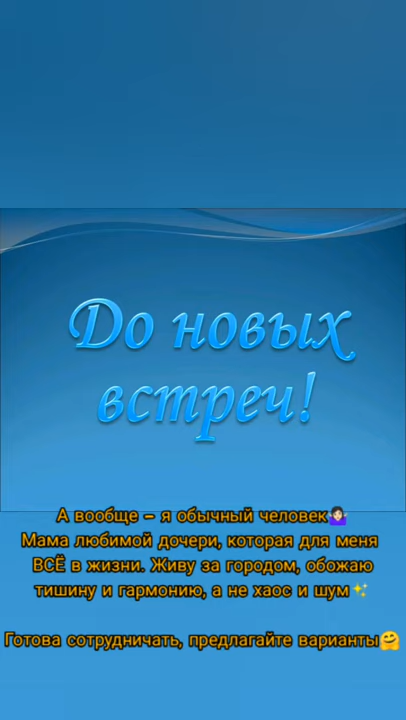 До новых
встреч!
А вообще – я обычный человек🤷🏻‍♀️
Мама любимой дочери, которая для меня
ВСЁ в жизни. Живу за городом, обожаю
тишину и гармонию, а не хаос и шум✨
Готова сотрудничать, предлагайте варианты🤗